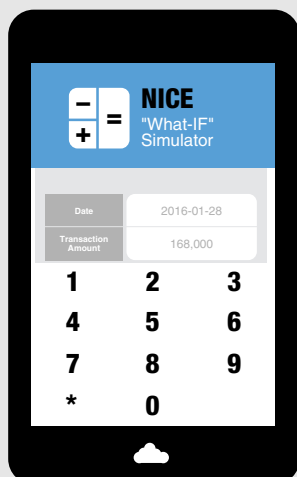 − =
+
NICE
"What-IF"
Simulator
Date 2016-01-28
Transaction
Amount 168,000
1 2 3
4 5 6
7 8 9
* 0